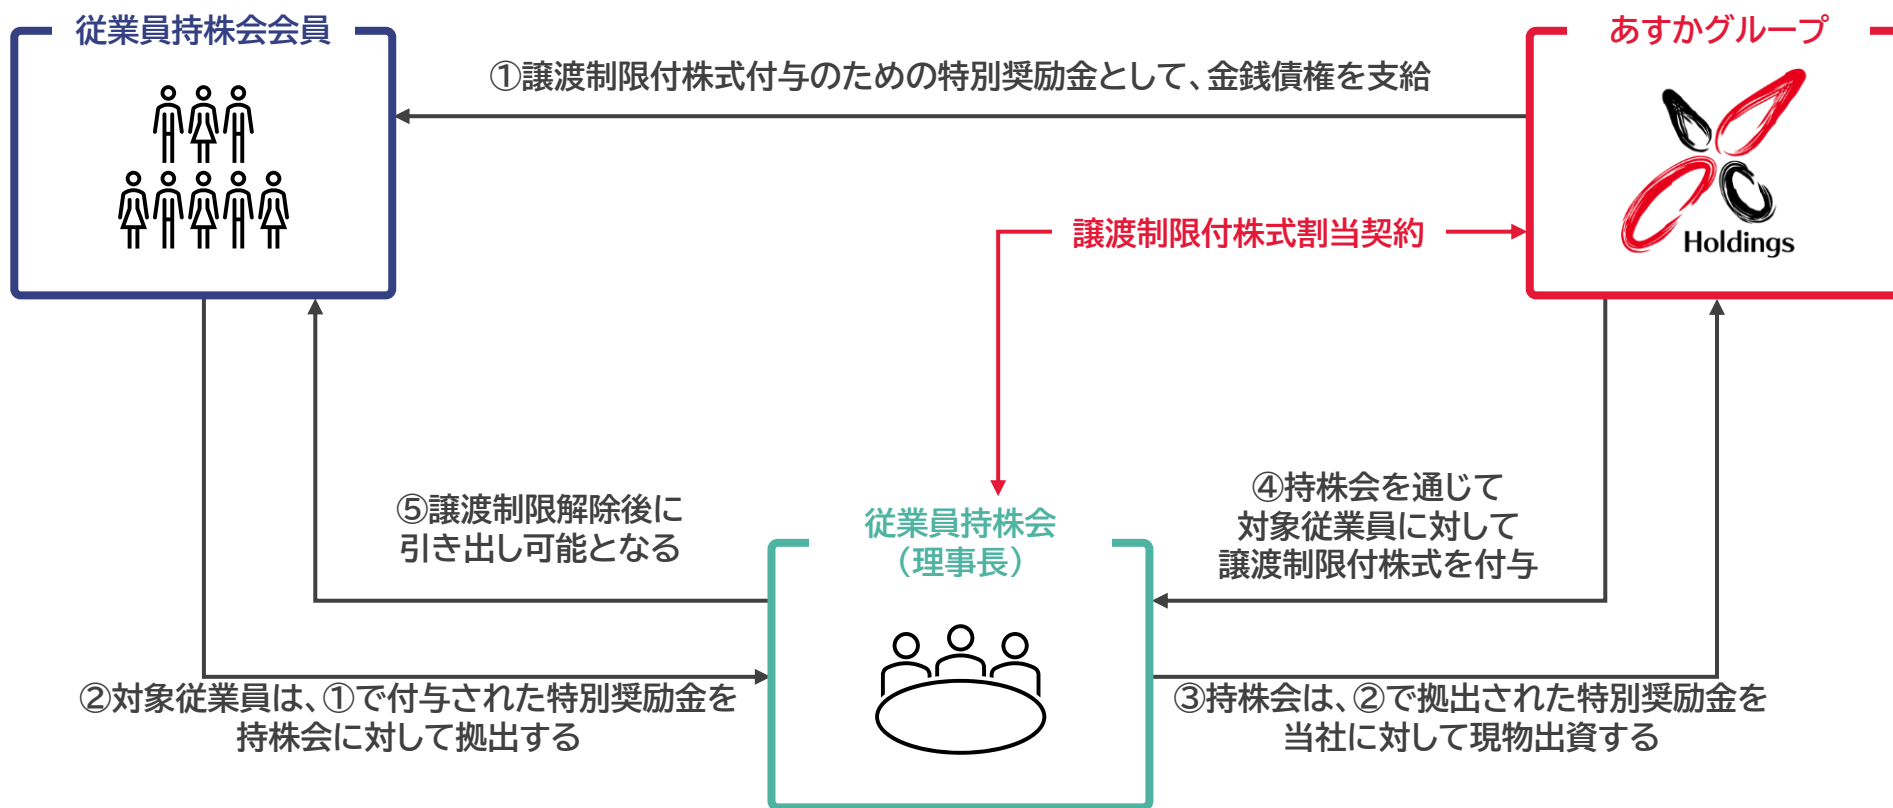 従業員持株会会員
あすかグループ
①譲渡制限付株式付与のための特別奨励金として、金銭債権を支給
譲渡制限付株式割当契約
Holdings
⑤譲渡制限解除後に
引き出し可能となる
従業員持株会
（理事長）
④持株会を通じて
対象従業員に対して
譲渡制限付株式を付与
②対象従業員は、①で付与された特別奨励金を
持株会に対して拠出する
③持株会は、②で拠出された特別奨励金を
当社に対して現物出資する